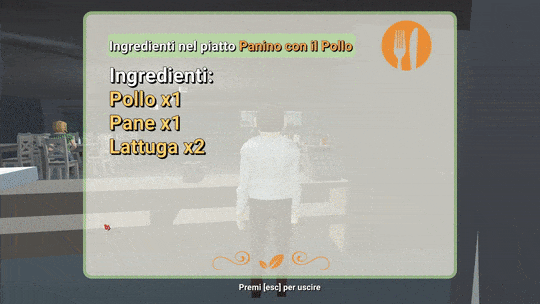 Ingredienti nel piatto Panino con il Pollo
Ingredienti:
Pollo x1
Pane x1
Lattuga x2
Premi [esc] per uscire